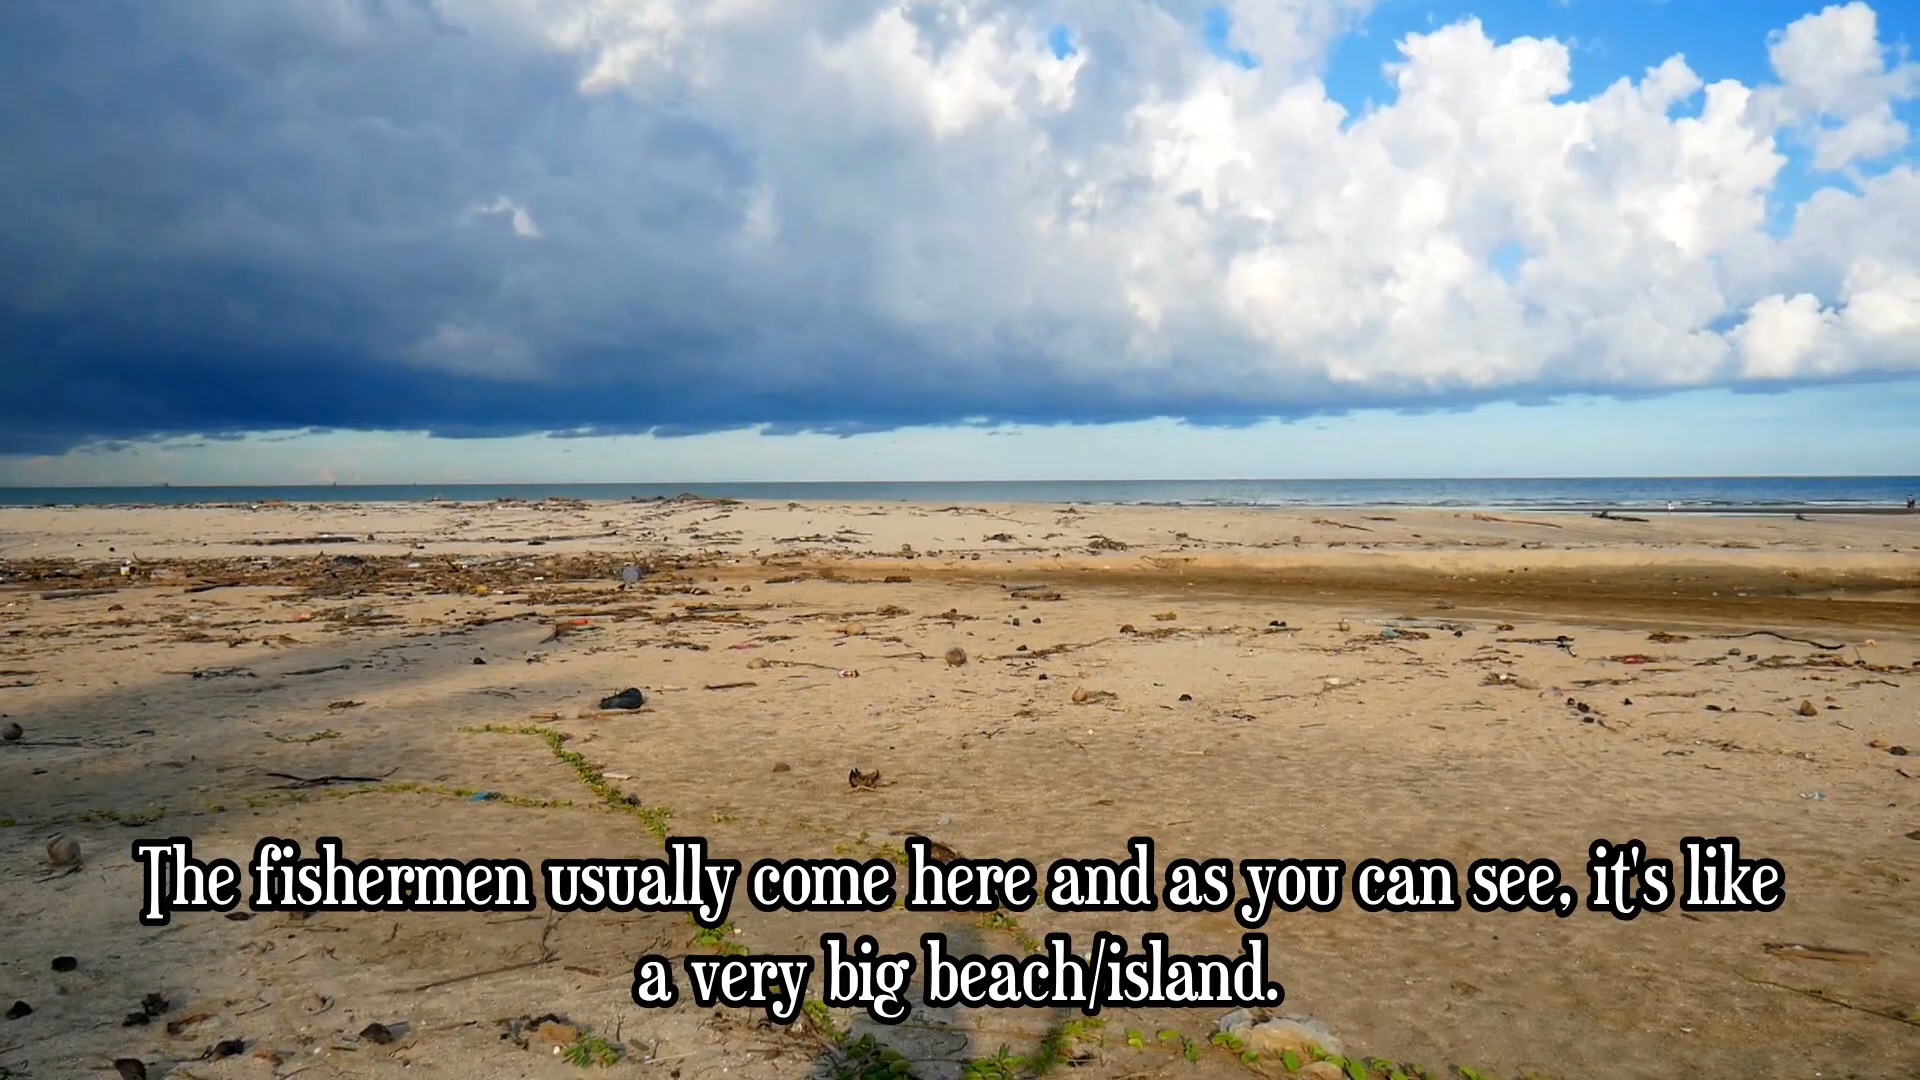 The fishermen usually come here and as you can see, it's like
a very big beach/island.